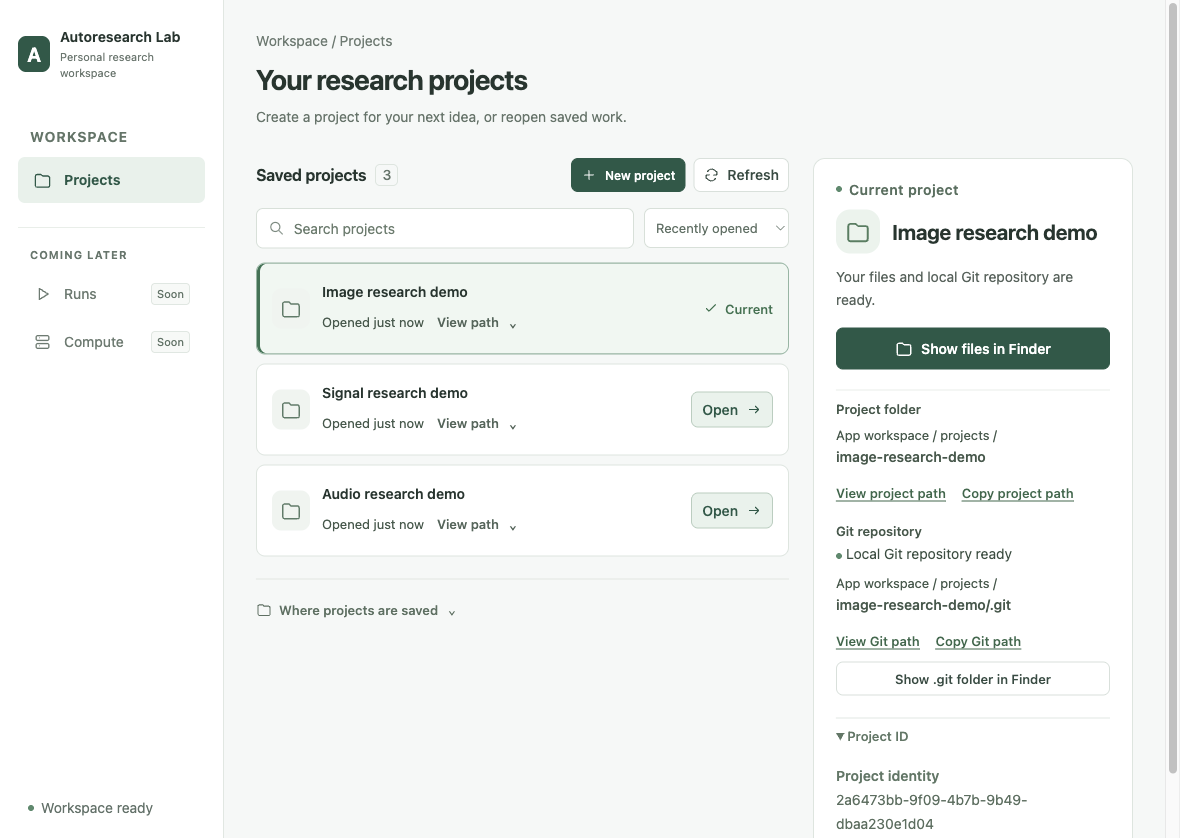 A
Autoresearch Lab
Personal research
workspace
WORKSPACE
Projects
COMING LATER
Runs Soon
Compute Soon
Workspace ready
Workspace / Projects
Your research projects
Create a project for your next idea, or reopen saved work.
Saved projects 3
New project
Refresh
Search projects
Recently opened
Image research demo
Opened just now View path
Current
Signal research demo
Opened just now View path
Open
Audio research demo
Opened just now View path
Open
Where projects are saved
Current project
Image research demo
Your files and local Git repository are
ready.
Show files in Finder
Project folder
App workspace / projects /
image-research-demo
View project path Copy project path
Git repository
Local Git repository ready
App workspace / projects /
image-research-demo/.git
View Git path Copy Git path
Show .git folder in Finder
Project ID
Project identity
2a6473bb-9f09-4b7b-9b49-
dbaa230e1d04